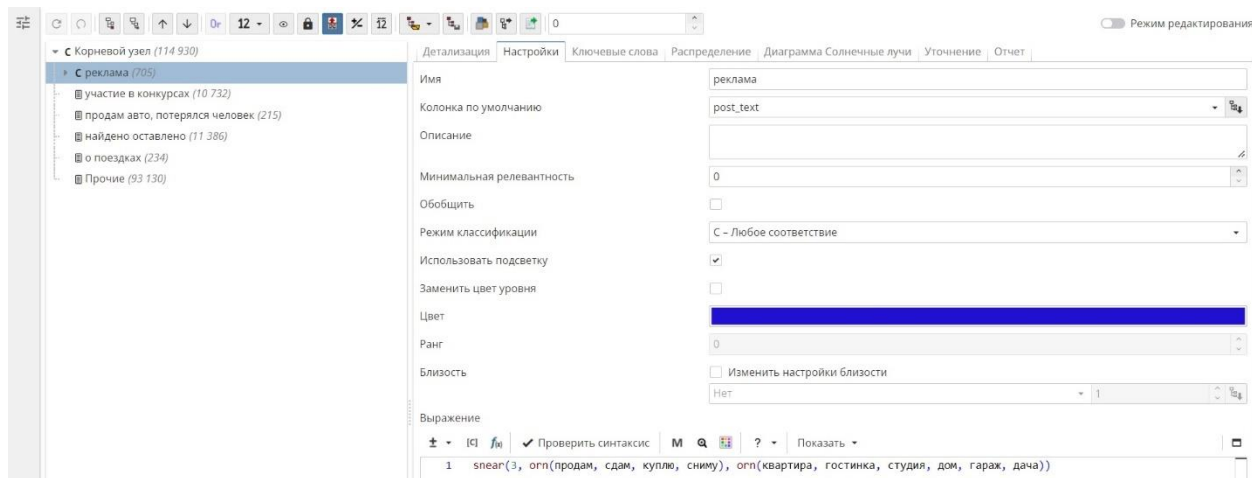 Or 12 12 0 Режим редактирования
С Корневой узел (114 930)
С реклама (705)
участие в конкурсах (10 732)
продам авто, потерялся человек (215)
найдено оставлено (11 386)
о поездках (234)
Прочие (93 130)
Детализация Настройки Ключевые слова Распределение Диаграмма Солнечные лучи Уточнение Отчет
Имя реклама
Колонка по умолчанию post_text
Описание
Минимальная релевантность 0
Обобщить
Режим классификации С – Любое соответствие
Использовать подсветку
Заменить цвет уровня
Цвет
Ранг 0
Близость Изменить настройки близости
Нет 1
Выражение
± [C] f(x) Проверить синтаксис M ? Показать
1 snear(3, orn(продам, сдам, куплю, сниму), orn(квартира, гостинка, студия, дом, гараж, дача))